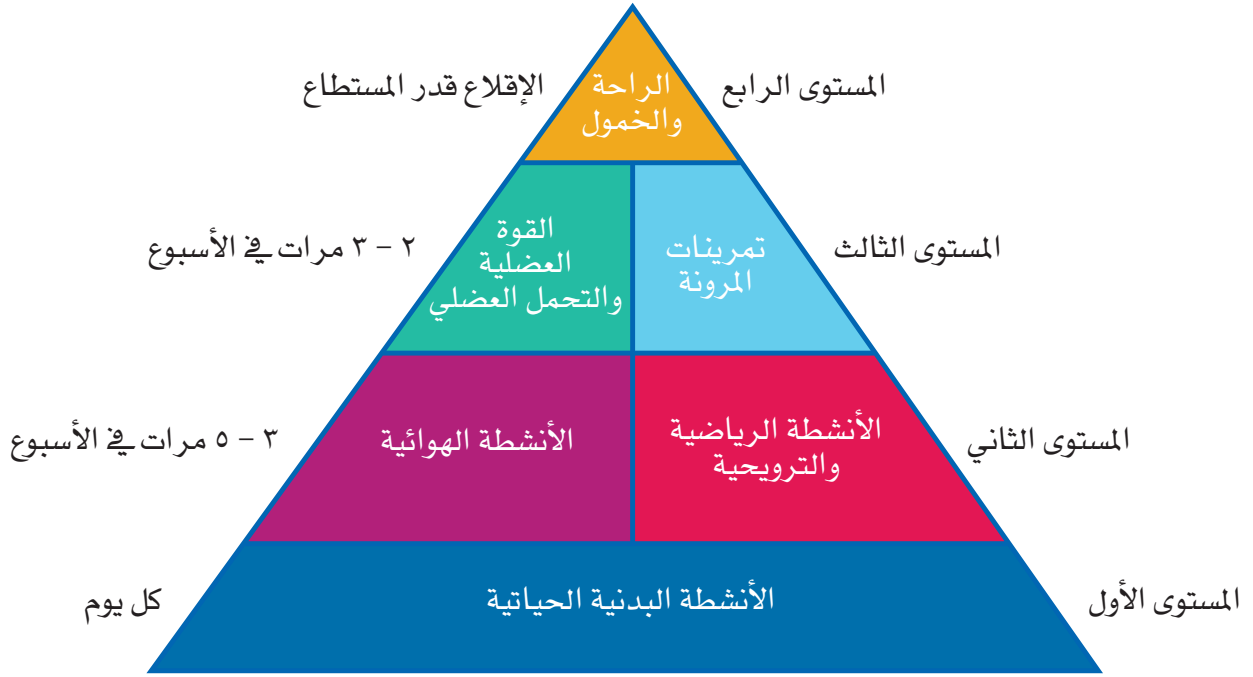 المستوى الرابع
الراحة
والخمول
الإقلاع قدر المستطاع
المستوى الثالث
تمرينات
المرونة
القوة
العضلية
والتحمل العضلي
٢ - ٣ مرات في الأسبوع
المستوى الثاني
الأنشطة الرياضية
والترويحية
الأنشطة الهوائية
٣ - ٥ مرات في الأسبوع
المستوى الأول
الأنشطة البدنية الحياتية
كل يوم